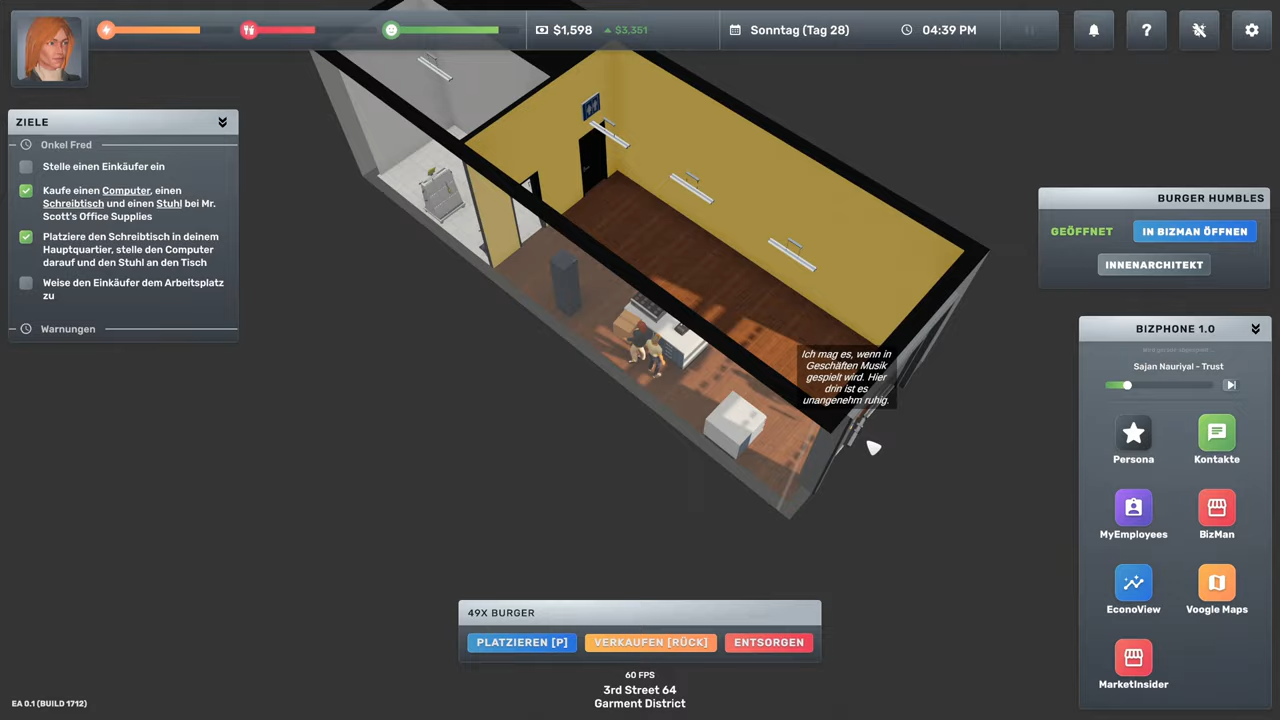 $1,598
$3,351
Sonntag (Tag 28)
04:39 PM
ZIELE
Onkel Fred
Stelle einen Einkäufer ein
Kaufe einen Computer, einen
Schreibtisch und einen Stuhl bei Mr.
Scott's Office Supplies
Platziere den Schreibtisch in deinem
Hauptquartier, stelle den Computer
darauf und den Stuhl an den Tisch
Weise den Einkäufer dem Arbeitsplatz
zu
Warnungen
BURGER HUMBLES
GEÖFFNET
IN BIZMAN ÖFFNEN
INNENARCHITEKT
Ich mag es, wenn in
Geschäften Musik
gespielt wird. Hier
drin ist es
unangenehm ruhig.
BIZPHONE 1.0
Sajan Nauriyal - Trust
Persona
Kontakte
MyEmployees
BizMan
EconoView
Voogle Maps
MarketInsider
49X BURGER
PLATZIEREN [P]
VERKAUFEN [RÜCK]
ENTSORGEN
60 FPS
3rd Street 64
Garment District
EA 0.1 (BUILD 1712)